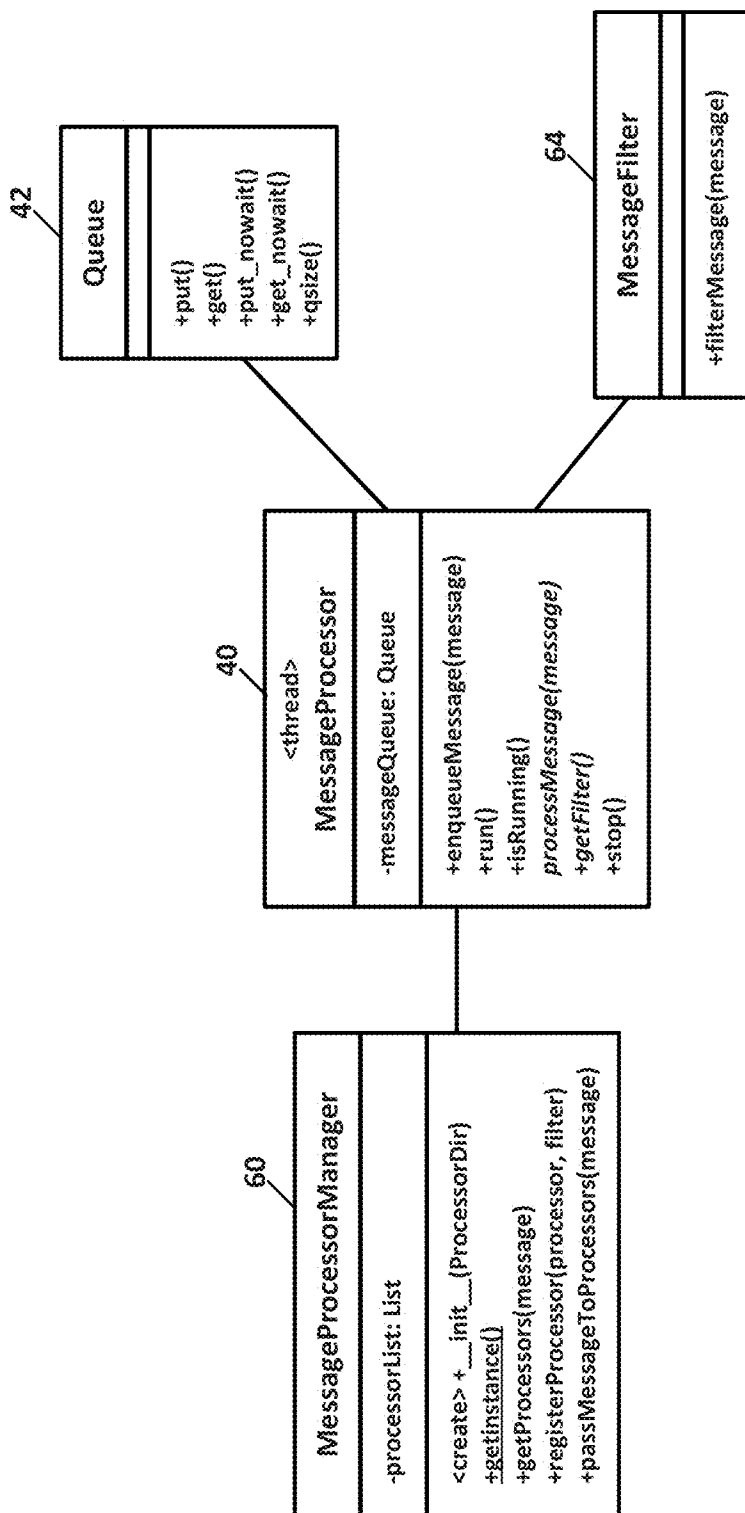 60
MessageProcessorManager
-processorList: List
<create> +__init__(ProcessorDir)
+getinstance()
+getProcessors(message)
+registerProcessor(processor, filter)
+passMessageToProcessors(message)
40
<thread>
MessageProcessor
-messageQueue: Queue
+enqueueMessage(message)
+run()
+isRunning()
processMessage(message)
+getFilter()
+stop()
42
Queue
+put()
+get()
+put_nowait()
+get_nowait()
+qsize()
64
MessageFilter
+filterMessage(message)